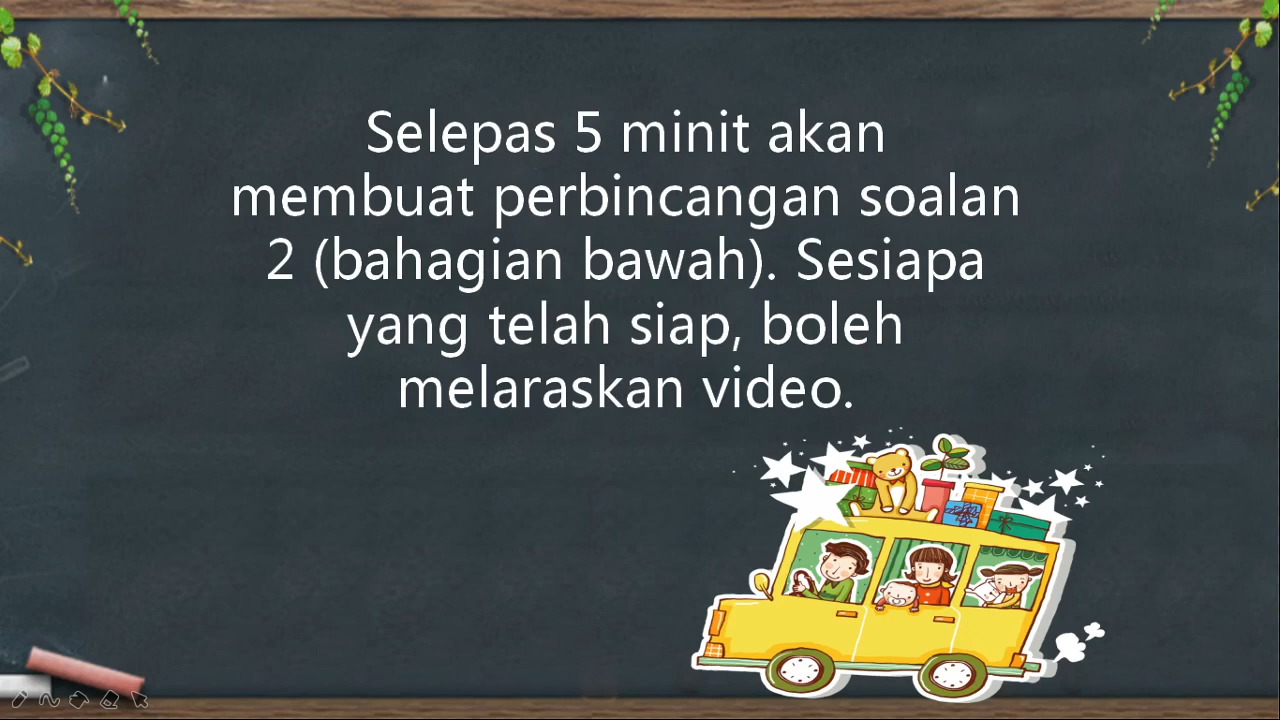 Selepas 5 minit akan
membuat perbincangan soalan
2 (bahagian bawah). Sesiapa
yang telah siap, boleh
melaraskan video.